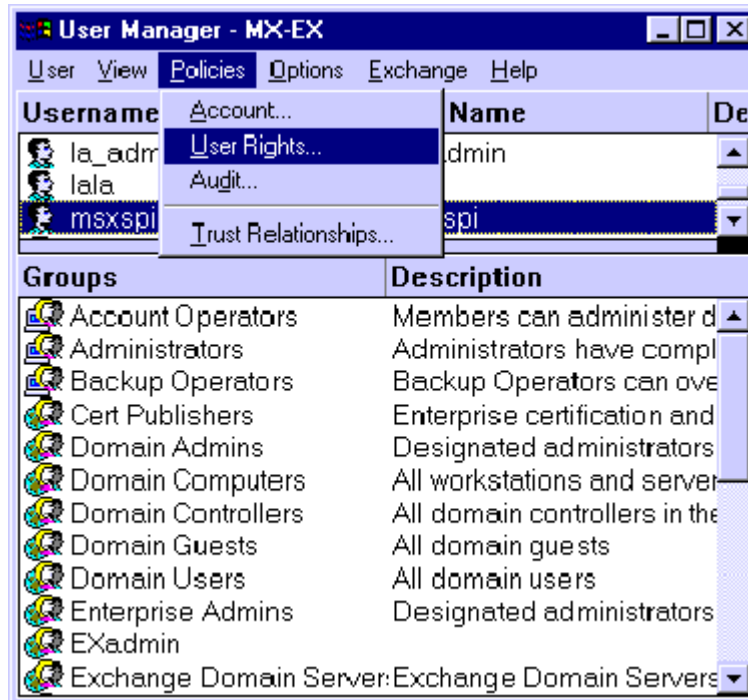 User Manager - MX-EX
User View Policies Options Exchange Help
Username Name De
Account...
User Rights...
Audit...
Trust Relationships...
la_adm dmin
lala
msxspi spi
Groups Description
Account Operators Members can administer d
Administrators Administrators have compl
Backup Operators Backup Operators can ove
Cert Publishers Enterprise certification and
Domain Admins Designated administrators
Domain Computers All workstations and server
Domain Controllers All domain controllers in the
Domain Guests All domain guests
Domain Users All domain users
Enterprise Admins Designated administrators
EXadmin
Exchange Domain Server: Exchange Domain Servers